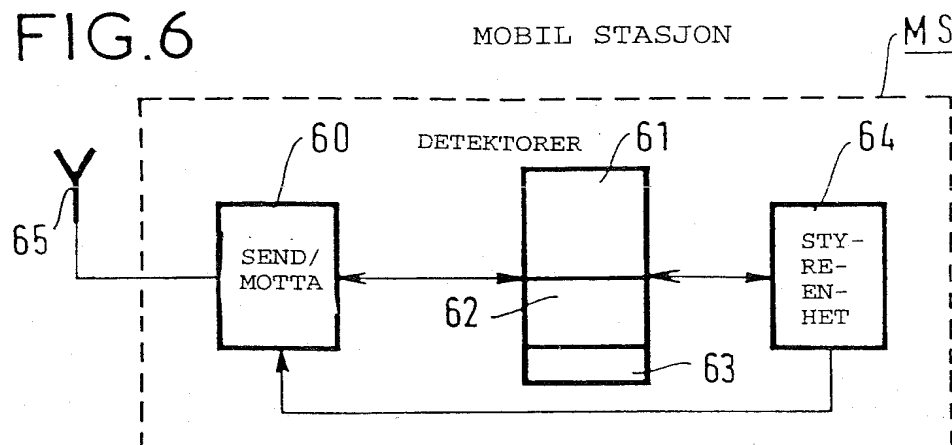 FIG.6
MOBIL STASJON
MS
60
DETEKTORER
61
64
65
SEND/
MOTTA
STY-
RE-
EN-
HET
62
63